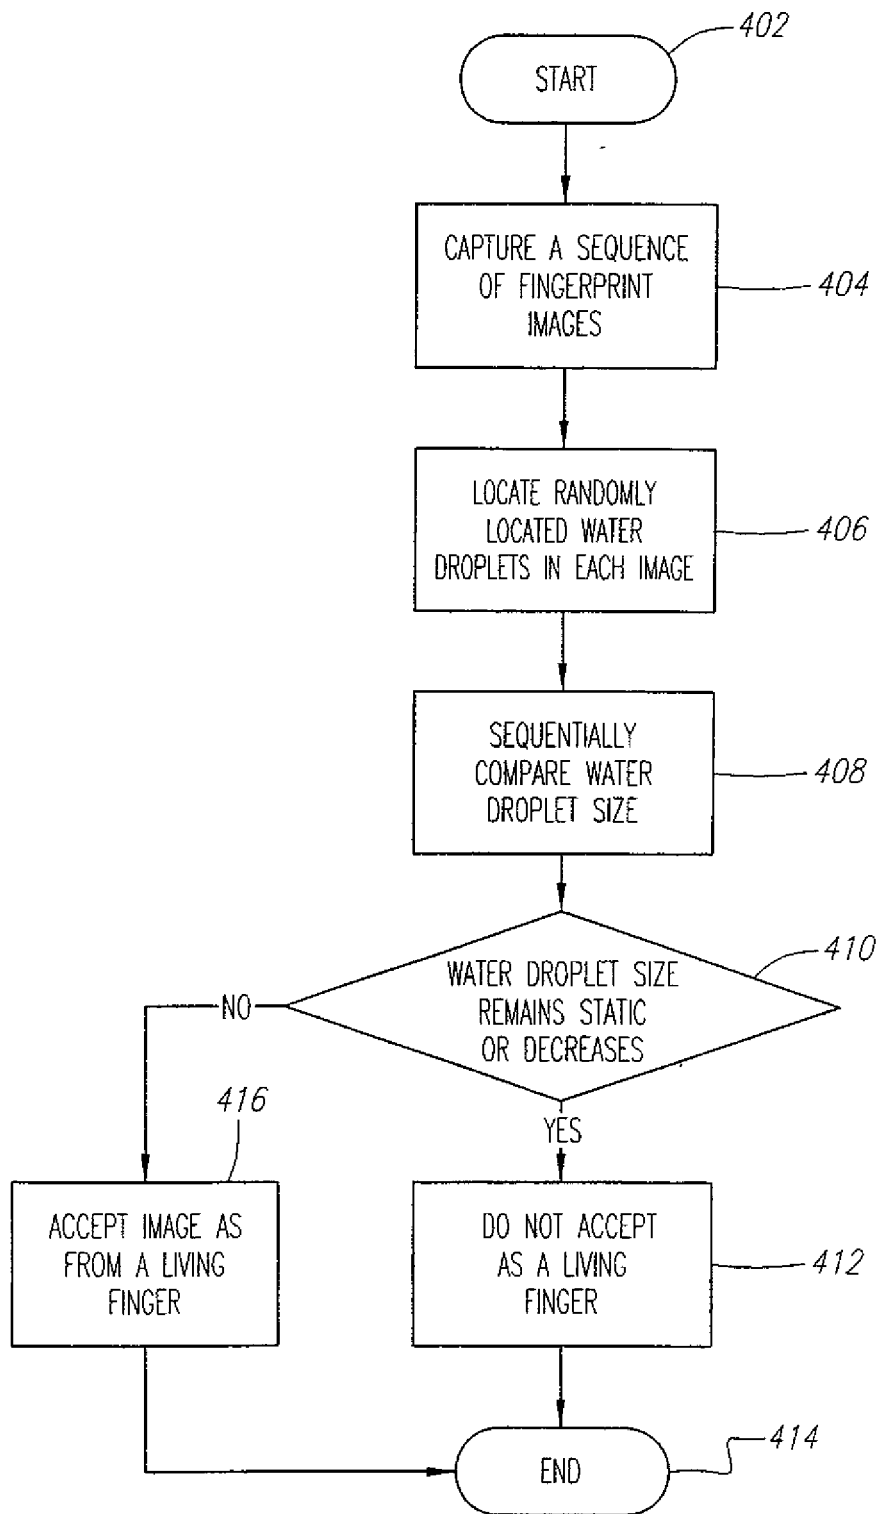 402
START
CAPTURE A SEQUENCE
OF FINGERPRINT
IMAGES
404
LOCATE RANDOMLY
LOCATED WATER
DROPLETS IN EACH IMAGE
406
SEQUENTIALLY
COMPARE WATER
DROPLET SIZE
408
410
WATER DROPLET SIZE
REMAINS STATIC
OR DECREASES
NO
YES
416
ACCEPT IMAGE AS
FROM A LIVING
FINGER
DO NOT ACCEPT
AS A LIVING
FINGER
412
END
414